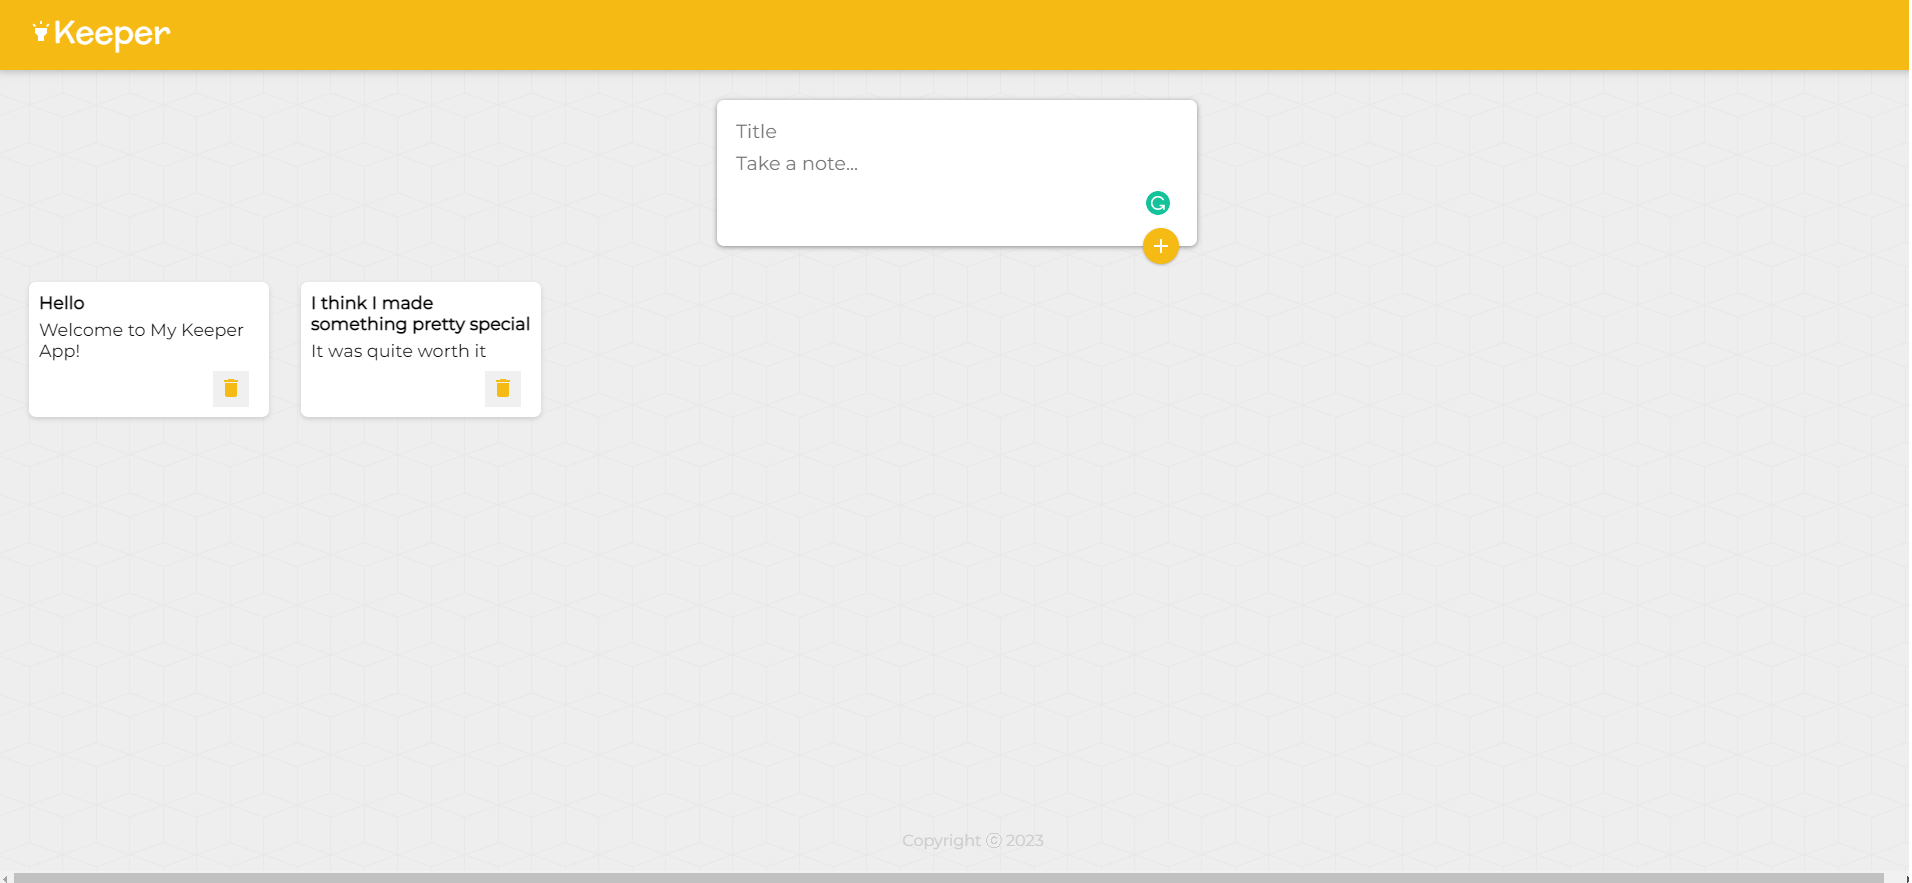 Keeper
Title
Take a note...
Hello
Welcome to My Keeper
App!
I think I made
something pretty special
It was quite worth it
Copyright ⓒ 2023